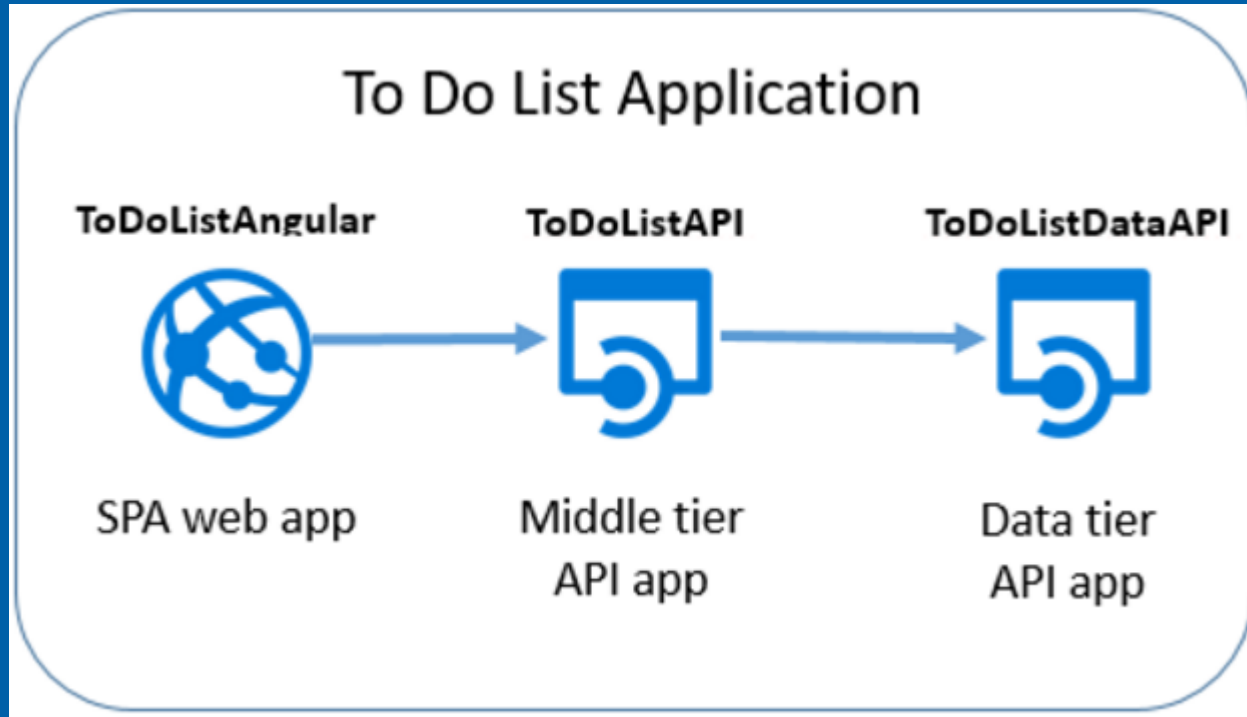 To Do List Application
ToDoListAngular
ToDoListAPI
ToDoListDataAPI
SPA web app
Middle tier
API app
Data tier
API app